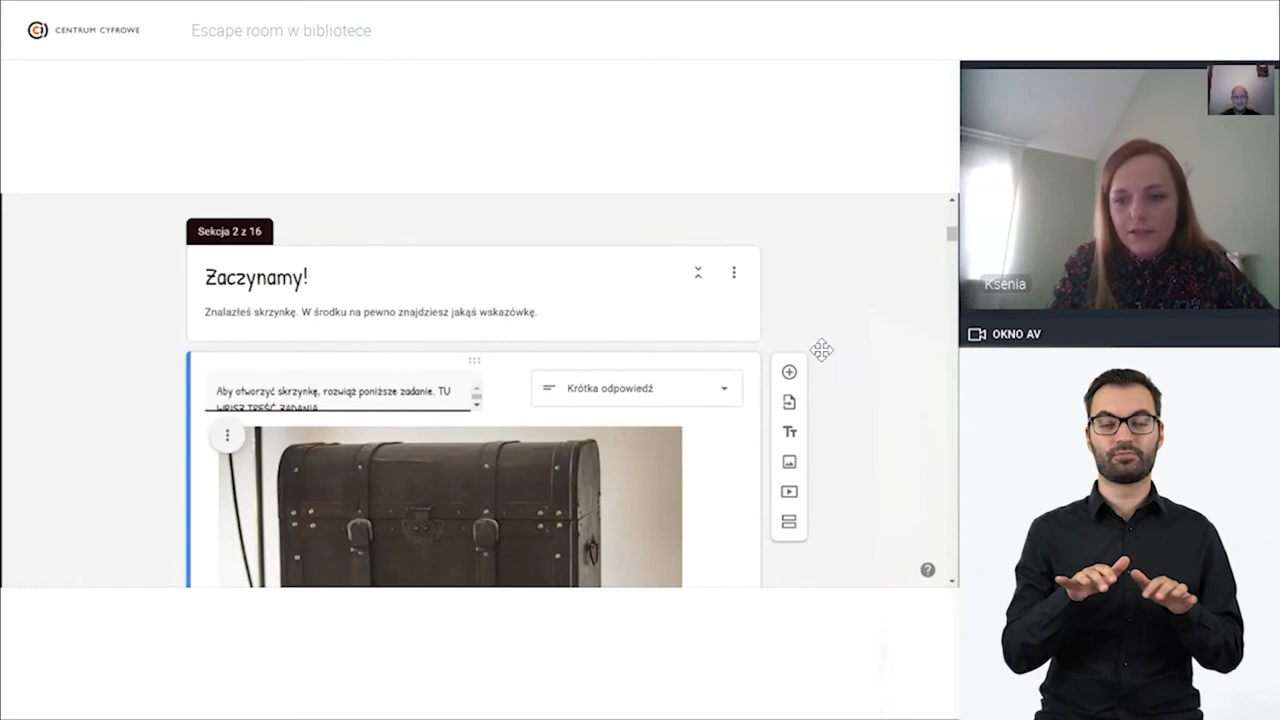 CENTRUM CYFROWE
Escape room w bibliotece
Sekcja 2 z 16
Zaczynamy!
Znalazłeś skrzynkę. W środku na pewno znajdziesz jakąś wskazówkę.
Aby otworzyć skrzynkę, rozwiąż poniższe zadanie. TU
WPISZ TREŚĆ ZADANIA
Krótka odpowiedź
Tт
?
Ksenia
OKNO AV